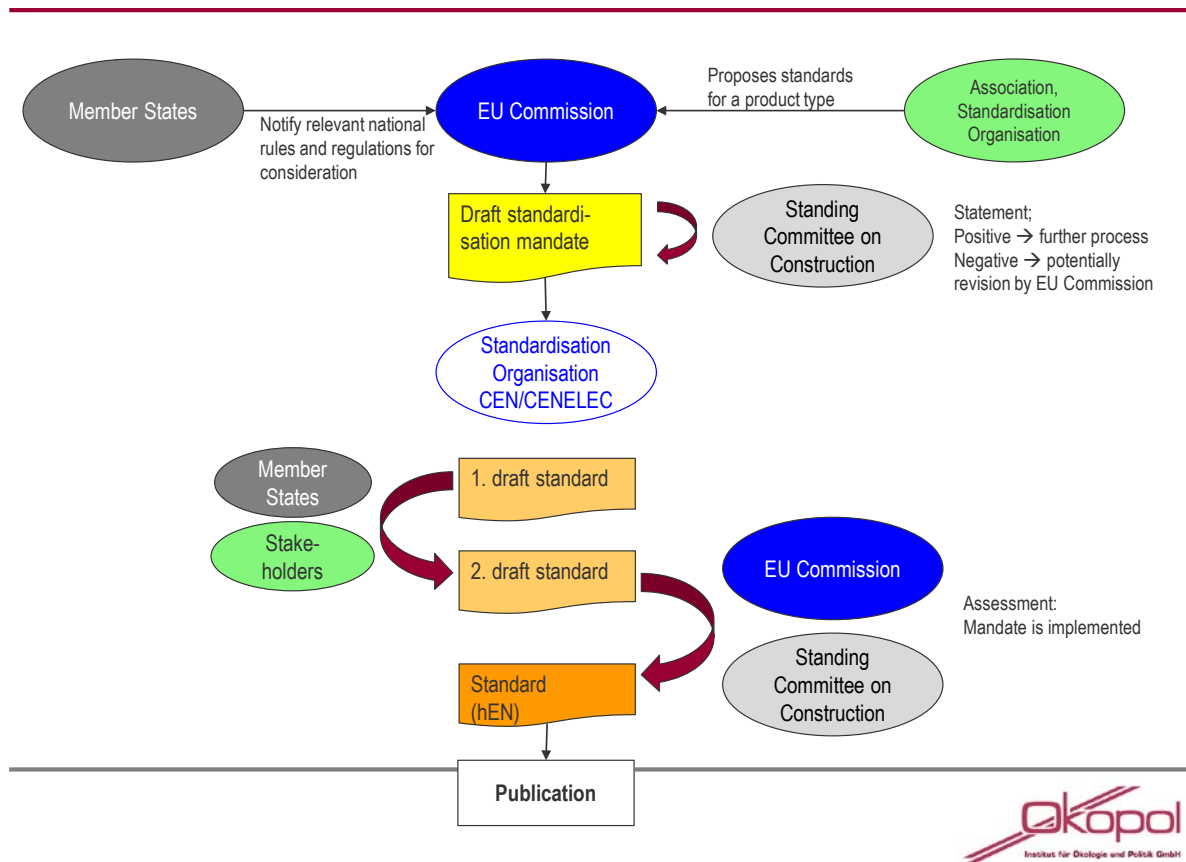 Member States
Notify relevant national
rules and regulations for
consideration
EU Commission
Proposes standards
for a product type
Association,
Standardisation
Organisation
Draft standardi-
sation mandate
Standing
Committee on
Construction
Statement;
Positive → further process
Negative → potentially
revision by EU Commission
Standardisation
Organisation
CEN/CENELEC
Member
States
Stake-
holders
1. draft standard
2. draft standard
EU Commission
Assessment:
Mandate is implemented
Standing
Committee on
Construction
Standard
(hEN)
Publication
Ökopol
Institut für Ökologie und Politik GmbH